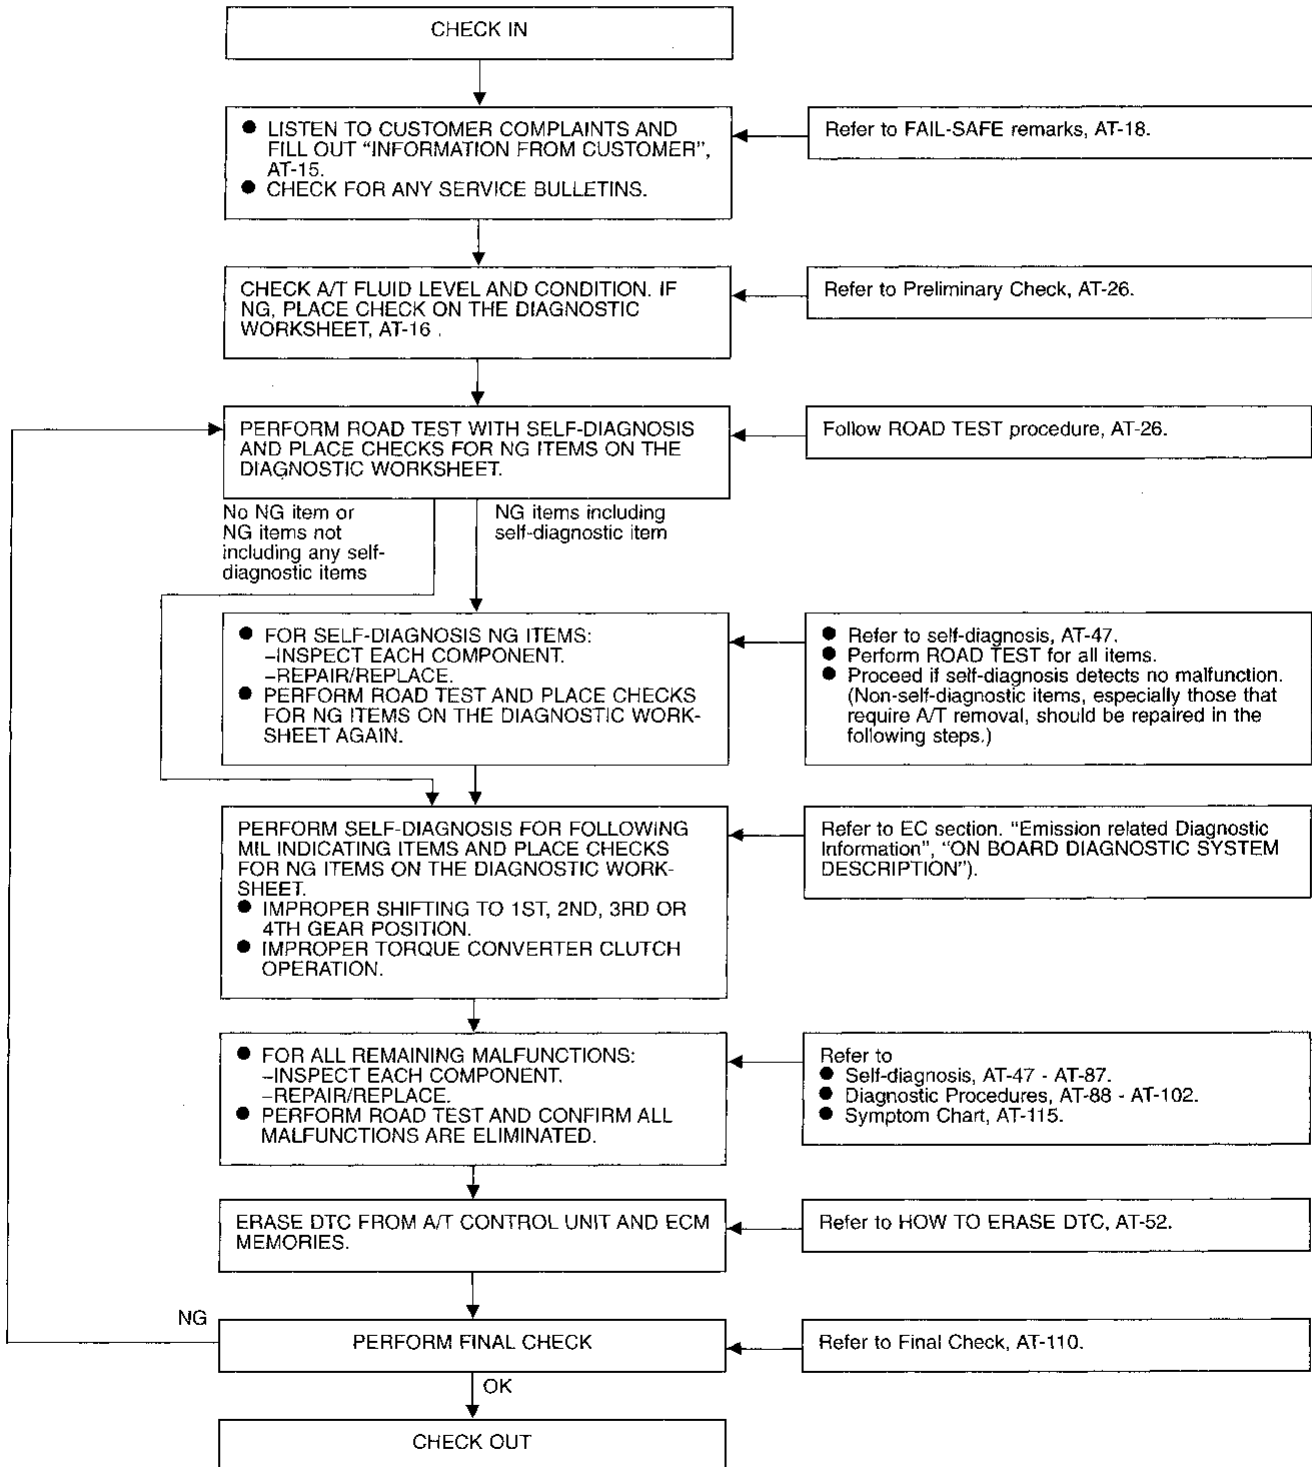 CHECK IN
● LISTEN TO CUSTOMER COMPLAINTS AND
FILL OUT “INFORMATION FROM CUSTOMER”,
AT-15.
● CHECK FOR ANY SERVICE BULLETINS.
Refer to FAIL-SAFE remarks, AT-18.
CHECK A/T FLUID LEVEL AND CONDITION. IF
NG, PLACE CHECK ON THE DIAGNOSTIC
WORKSHEET, AT-16 .
Refer to Preliminary Check, AT-26.
PERFORM ROAD TEST WITH SELF-DIAGNOSIS
AND PLACE CHECKS FOR NG ITEMS ON THE
DIAGNOSTIC WORKSHEET.
Follow ROAD TEST procedure, AT-26.
No NG item or
NG items not
including any self-
diagnostic items
NG items including
self-diagnostic item
● FOR SELF-DIAGNOSIS NG ITEMS:
–INSPECT EACH COMPONENT.
–REPAIR/REPLACE.
● PERFORM ROAD TEST AND PLACE CHECKS
FOR NG ITEMS ON THE DIAGNOSTIC WORK-
SHEET AGAIN.
● Refer to self-diagnosis, AT-47.
● Perform ROAD TEST for all items.
● Proceed if self-diagnosis detects no malfunction.
(Non-self-diagnostic items, especially those that
require A/T removal, should be repaired in the
following steps.)
PERFORM SELF-DIAGNOSIS FOR FOLLOWING
MIL INDICATING ITEMS AND PLACE CHECKS
FOR NG ITEMS ON THE DIAGNOSTIC WORK-
SHEET.
● IMPROPER SHIFTING TO 1ST, 2ND, 3RD OR
4TH GEAR POSITION.
● IMPROPER TORQUE CONVERTER CLUTCH
OPERATION.
Refer to EC section. “Emission related Diagnostic
Information”, “ON BOARD DIAGNOSTIC SYSTEM
DESCRIPTION”).
● FOR ALL REMAINING MALFUNCTIONS:
–INSPECT EACH COMPONENT.
–REPAIR/REPLACE.
● PERFORM ROAD TEST AND CONFIRM ALL
MALFUNCTIONS ARE ELIMINATED.
Refer to
● Self-diagnosis, AT-47 - AT-87.
● Diagnostic Procedures, AT-88 - AT-102.
● Symptom Chart, AT-115.
ERASE DTC FROM A/T CONTROL UNIT AND ECM
MEMORIES.
Refer to HOW TO ERASE DTC, AT-52.
NG
PERFORM FINAL CHECK
Refer to Final Check, AT-110.
OK
CHECK OUT